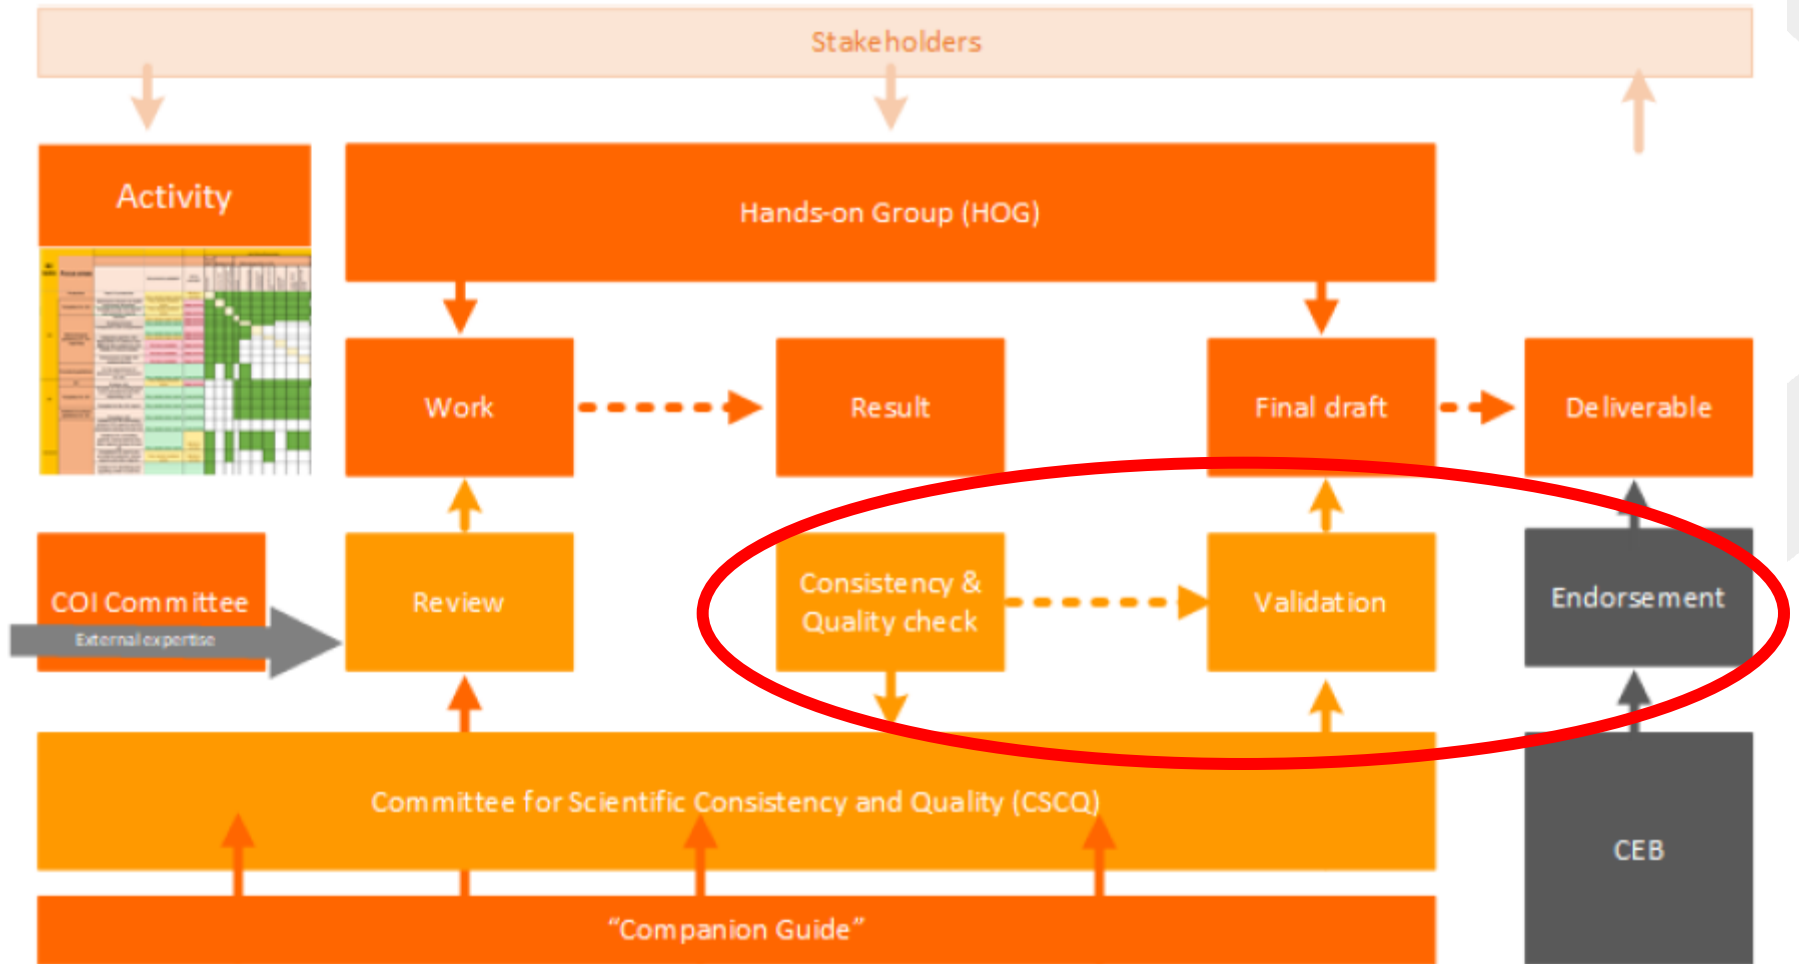 Stakeholders
Activity
Hands-on Group (HOG)
Work
Result
Final draft
Deliverable
COI Committee
External expertise
Review
Consistency &
Quality check
Validation
Endorsement
Committee for Scientific Consistency and Quality (CSCQ)
CEB
“Companion Guide”